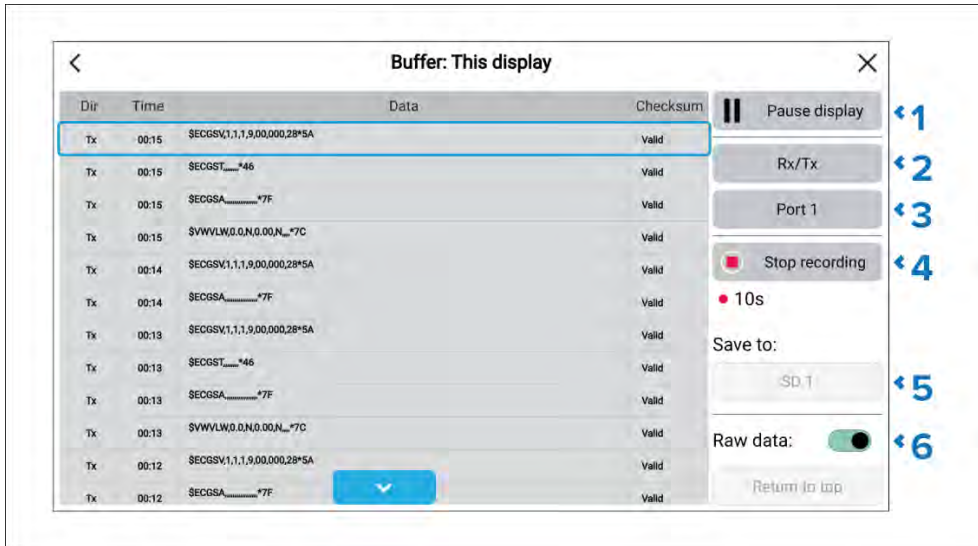 Buffer: This display
Dir Time Data Checksum
Tx 00:15 $ECGSV,1,1,1,9,00,000,28*5A Valid
Tx 00:15 $ECGST,,,,,,,,*46 Valid
Tx 00:15 $ECGSA,,,,,,,,,,,,,,,,,*7F Valid
Tx 00:15 $VWVLW,0.0,N,0.00,N,,,,*7C Valid
Tx 00:14 $ECGSV,1,1,1,9,00,000,28*5A Valid
Tx 00:14 $ECGSA,,,,,,,,,,,,,,,,,*7F Valid
Tx 00:13 $ECGSV,1,1,1,9,00,000,28*5A Valid
Tx 00:13 $ECGST,,,,,,,,*46 Valid
Tx 00:13 $ECGSA,,,,,,,,,,,,,,,,,*7F Valid
Tx 00:13 $VWVLW,0.0,N,0.00,N,,,,*7C Valid
Tx 00:12 $ECGSV,1,1,1,9,00,000,28*5A Valid
Tx 00:12 $ECGSA,,,,,,,,,,,,,,,,,*7F Valid
Pause display 1
Rx/Tx 2
Port 1 3
Stop recording 4
10s
Save to:
SD 1 5
Raw data: 6
Return to top